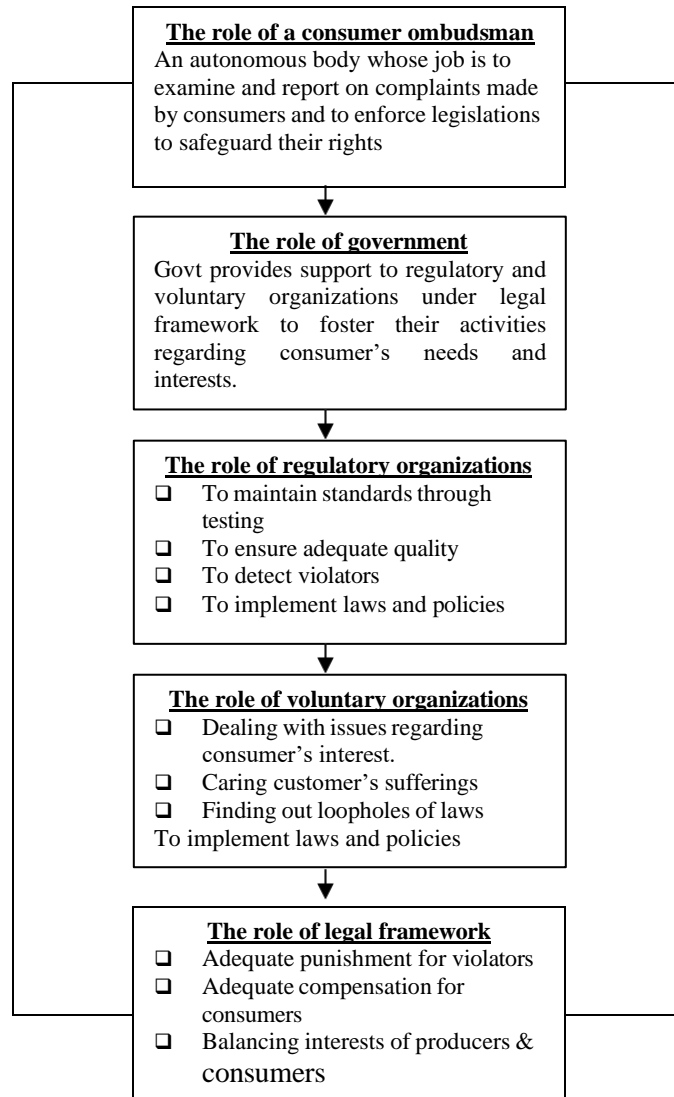 The role of a consumer ombudsman
An autonomous body whose job is to
examine and report on complaints made
by consumers and to enforce legislations
to safeguard their rights
The role of government
Govt provides support to regulatory and
voluntary organizations under legal
framework to foster their activities
regarding consumer’s needs and
interests.
The role of regulatory organizations
❑ To maintain standards through
testing
❑ To ensure adequate quality
❑ To detect violators
❑ To implement laws and policies
The role of voluntary organizations
❑ Dealing with issues regarding
consumer’s interest.
❑ Caring customer’s sufferings
❑ Finding out loopholes of laws
To implement laws and policies
The role of legal framework
❑ Adequate punishment for violators
❑ Adequate compensation for
consumers
❑ Balancing interests of producers &
consumers